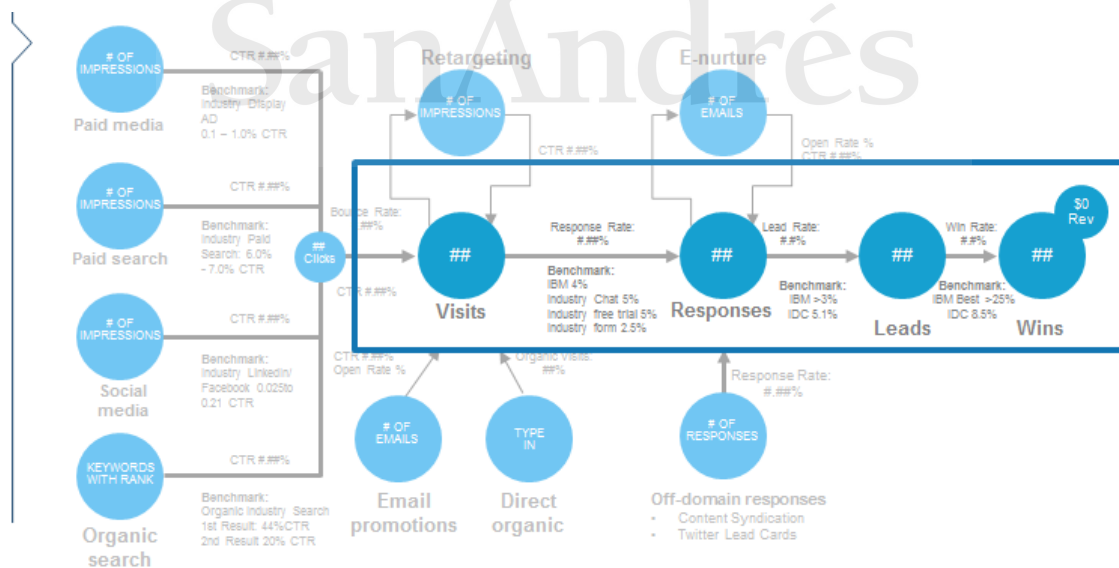 SanAndrés
# OF
IMPRESSIONS
Paid media
CTR #.##%
Benchmark:
Industry Display
AD
0.1 – 1.0% CTR
# OF
IMPRESSIONS
Paid search
CTR #.##%
Benchmark:
Industry Paid
Search: 6.0%
- 7.0% CTR
# OF
IMPRESSIONS
Social
media
CTR #.##%
Benchmark:
Industry LinkedIn/
Facebook 0.025to
0.21 CTR
KEYWORDS
WITH RANK
Organic
search
CTR #.##%
Benchmark:
Organic Industry Search
1st Result: 44%CTR
2nd Result 20% CTR
##
Clicks
Bounce Rate:
#.##%
CTR #.##%
Retargeting
# OF
IMPRESSIONS
CTR #.##%
E-nurture
# OF
EMAILS
Open Rate %
CTR #.##%
##
Visits
Response Rate:
#.##%
Benchmark:
IBM 4%
Industry Chat 5%
Industry free trial 5%
Industry form 2.5%
##
Responses
Lead Rate:
#.#%
Benchmark:
IBM >3%
IDC 5.1%
##
Leads
Win Rate:
#.#%
Benchmark:
IBM Best >25%
IDC 8.5%
$0
Rev
##
Wins
CTR #.##%
Open Rate %
# OF
EMAILS
Email
promotions
Organic Visits:
##%
TYPE
IN
Direct
organic
Response Rate:
#.##%
# OF
RESPONSES
Off-domain responses
• Content Syndication
• Twitter Lead Cards